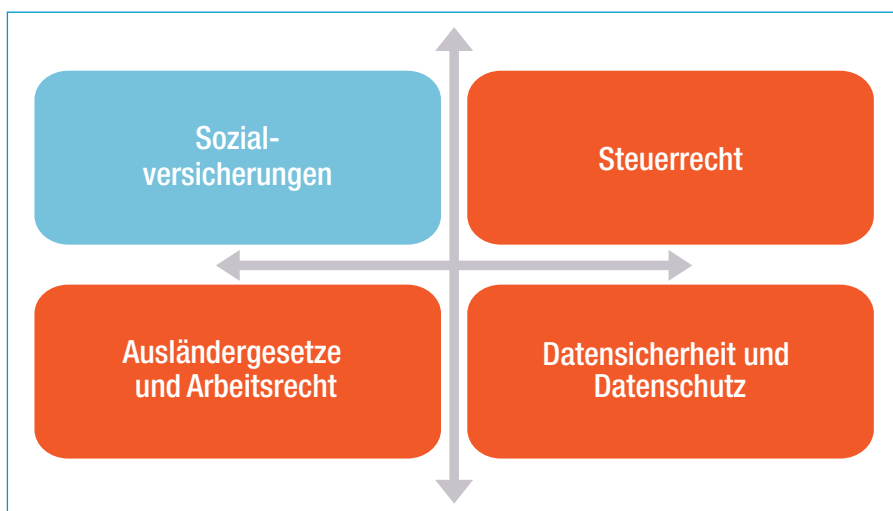 Sozial-
versicherungen
Steuerrecht
Ausländergesetze
und Arbeitsrecht
Datensicherheit und
Datenschutz